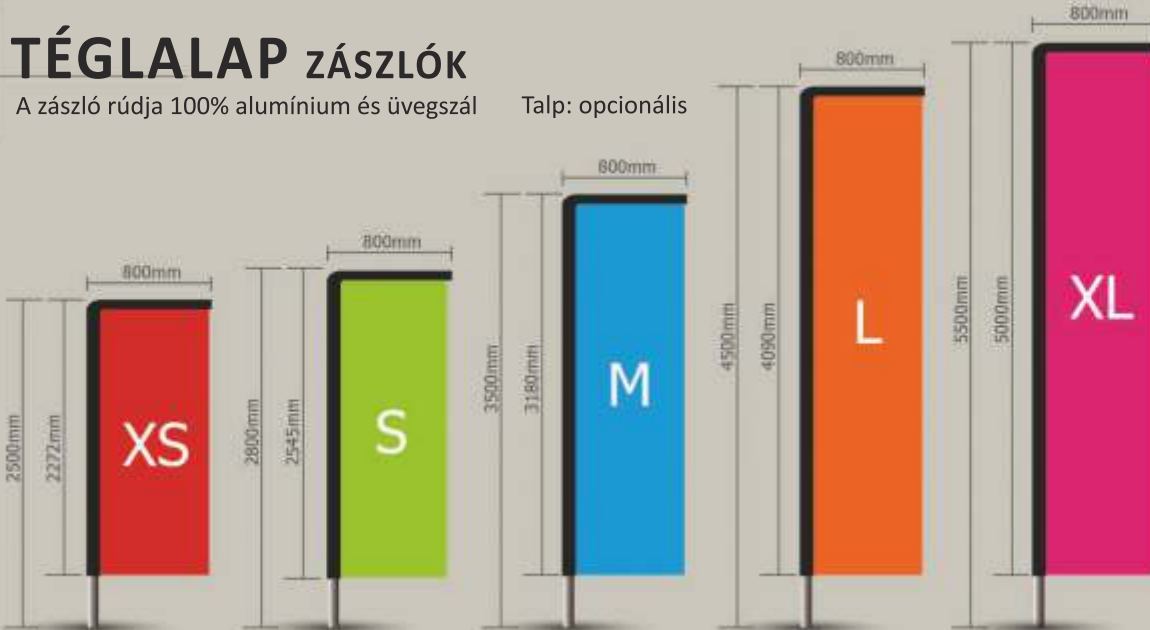 TÉGLALAP ZÁSZLÓK
A zászló rúdja 100% alumínium és üvegszál
Talp: opcionális
800mm
2500mm
2272mm
XS
800mm
2800mm
2545mm
S
800mm
3500mm
3180mm
M
800mm
4500mm
4090mm
L
800mm
5500mm
5000mm
XL